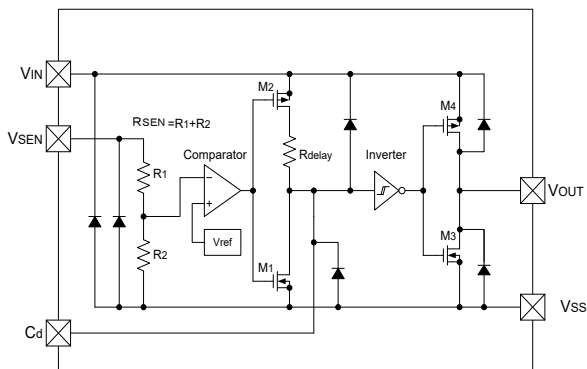 VIN
M2
M4
RSEN =R1+R2
VSEN
Comparator
Rdelay
Inverter
R1
−
+
VOUT
Vref
R2
M1
M3
VSS
Cd